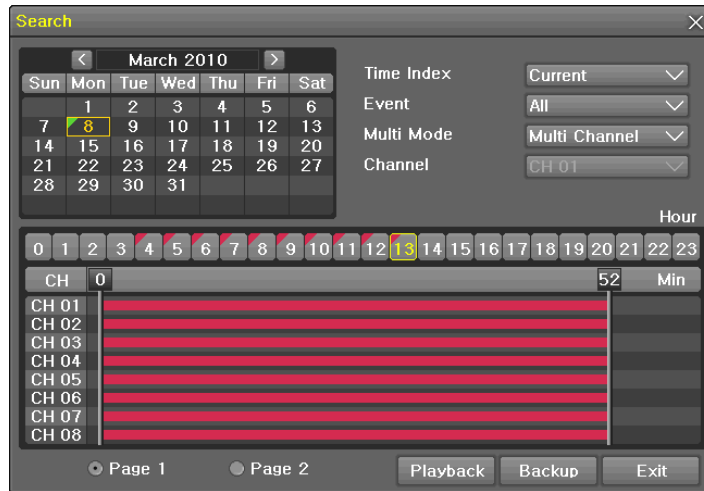 Search
March 2010
Sun Mon Tue Wed Thu Fri Sat
1 2 3 4 5 6
7 8 9 10 11 12 13
14 15 16 17 18 19 20
21 22 23 24 25 26 27
28 29 30 31
Time Index Current
Event All
Multi Mode Multi Channel
Channel CH 01
Hour
0 1 2 3 4 5 6 7 8 9 10 11 12 13 14 15 16 17 18 19 20 21 22 23
CH 0 52 Min
CH 01
CH 02
CH 03
CH 04
CH 05
CH 06
CH 07
CH 08
Page 1 Page 2 Playback Backup Exit